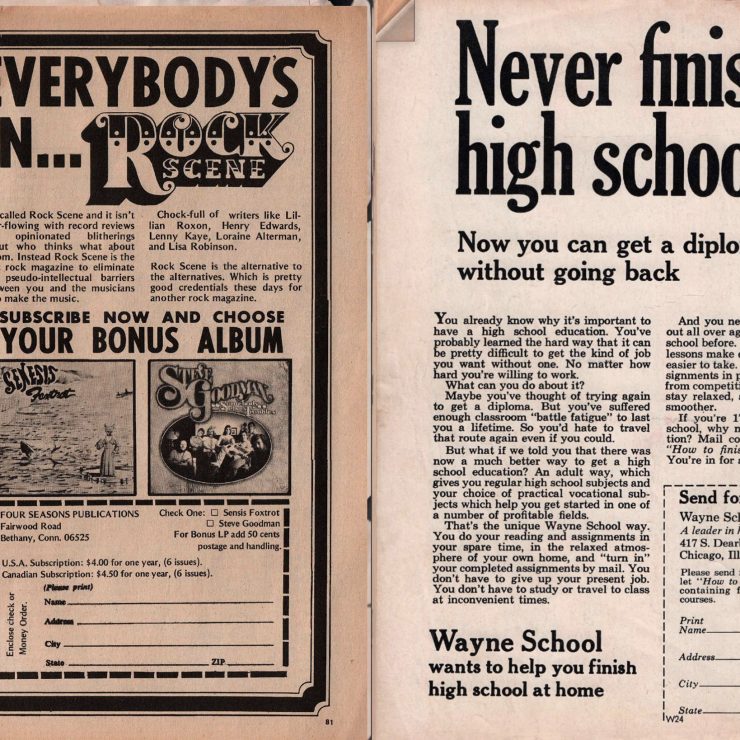 EVERYBODY'S
N... ROCK
SCENE
called Rock Scene and it isn't
r-flowing with record reviews
opinionated blitherings
ut who thinks what about
om. Instead Rock Scene is the
rock magazine to eliminate
pseudo-intellectual barriers
ween you and the musicians
make the music.
Chock-full of writers like Lil-
lian Roxon, Henry Edwards,
Lenny Kaye, Loraine Alterman,
and Lisa Robinson.
Rock Scene is the alternative to
the alternatives. Which is pretty
good credentials these days for
another rock magazine.
SUBSCRIBE NOW AND CHOOSE
YOUR BONUS ALBUM
GENESIS
Foxtrot
STEVE
GOODMAN
FOUR SEASONS PUBLICATIONS
Fairwood Road
Bethany, Conn. 06525
Check One: ☐ Sensis Foxtrot
☐ Steve Goodman
For Bonus LP add 50 cents
postage and handling.
U.S.A. Subscription: $4.00 for one year, (6 issues).
Canadian Subscription: $4.50 for one year, (6 issues).
Enclose check or
Money Order.
(Please print)
Name
Address
City
State ZIP
81
Never finis
high schoo
Now you can get a diplo
without going back
You already know why it's important to
have a high school education. You've
probably learned the hard way that it can
be pretty difficult to get the kind of job
you want without one. No matter how
hard you're willing to work.
What can you do about it?
Maybe you've thought of trying again
to get a diploma. But you've suffered
enough classroom "battle fatigue" to last
you a lifetime. So you'd hate to travel
that route again even if you could.
But what if we told you that there was
now a much better way to get a high
school education? An adult way, which
gives you regular high school subjects and
your choice of practical vocational sub-
jects which help you get started in one of
a number of profitable fields.
That's the unique Wayne School way.
You do your reading and assignments in
your spare time, in the relaxed atmos-
phere of your own home, and "turn in"
your completed assignments by mail. You
don't have to give up your present job.
You don't have to study or travel to class
at inconvenient times.
Wayne School
wants to help you finish
high school at home
And you ne
out all over ag
school before.
lessons make
easier to take.
signments in p
from competiti
stay relaxed, a
smoother.
If you're 1
school, why n
tion? Mail co
"How to finis
You're in for
Send fo
Wayne Sch
A leader in h
417 S. Dearb
Chicago, Ill
Please send
let "How to
containing f
courses.
Print
Name
Address
City
State
W24